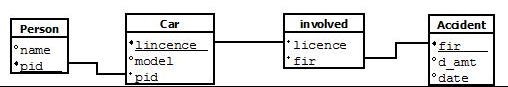 Person
name
pid
Car
lincence
model
pid
involved
licence
fir
Accident
fir
d_amt
date